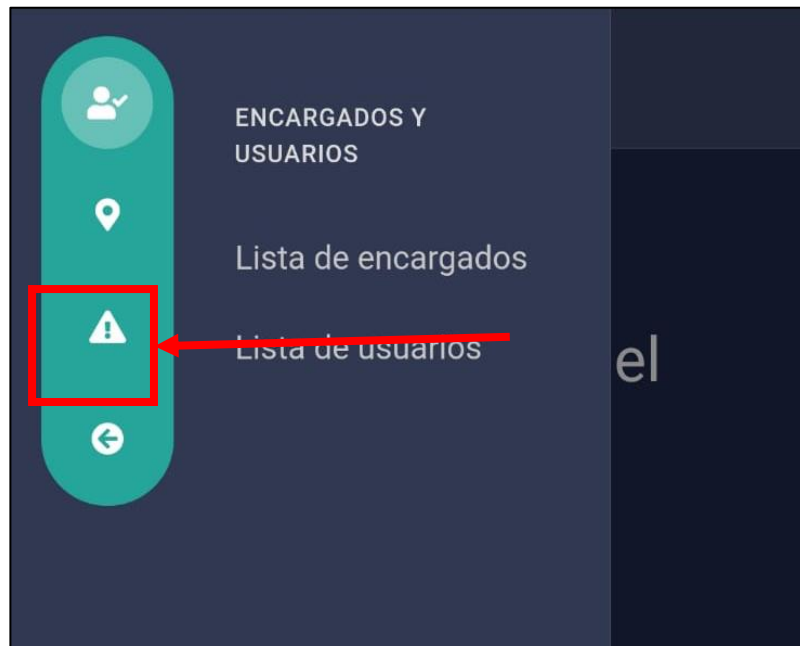 ENCARGADOS Y
USUARIOS
Lista de encargados
Lista de usuarios
el